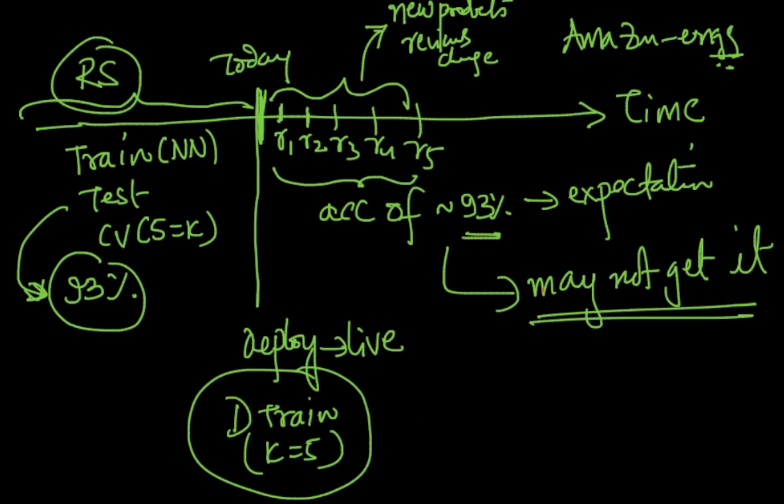 new products
reviews
change
Amazon-engs
RS
Today
Time
r1 r2 r3 r4 r5
Train(NN)
Test
CV(5=K)
93%.
acc of ~93%. → expectation
may not get it
deploy→live
D Train
(K=5)